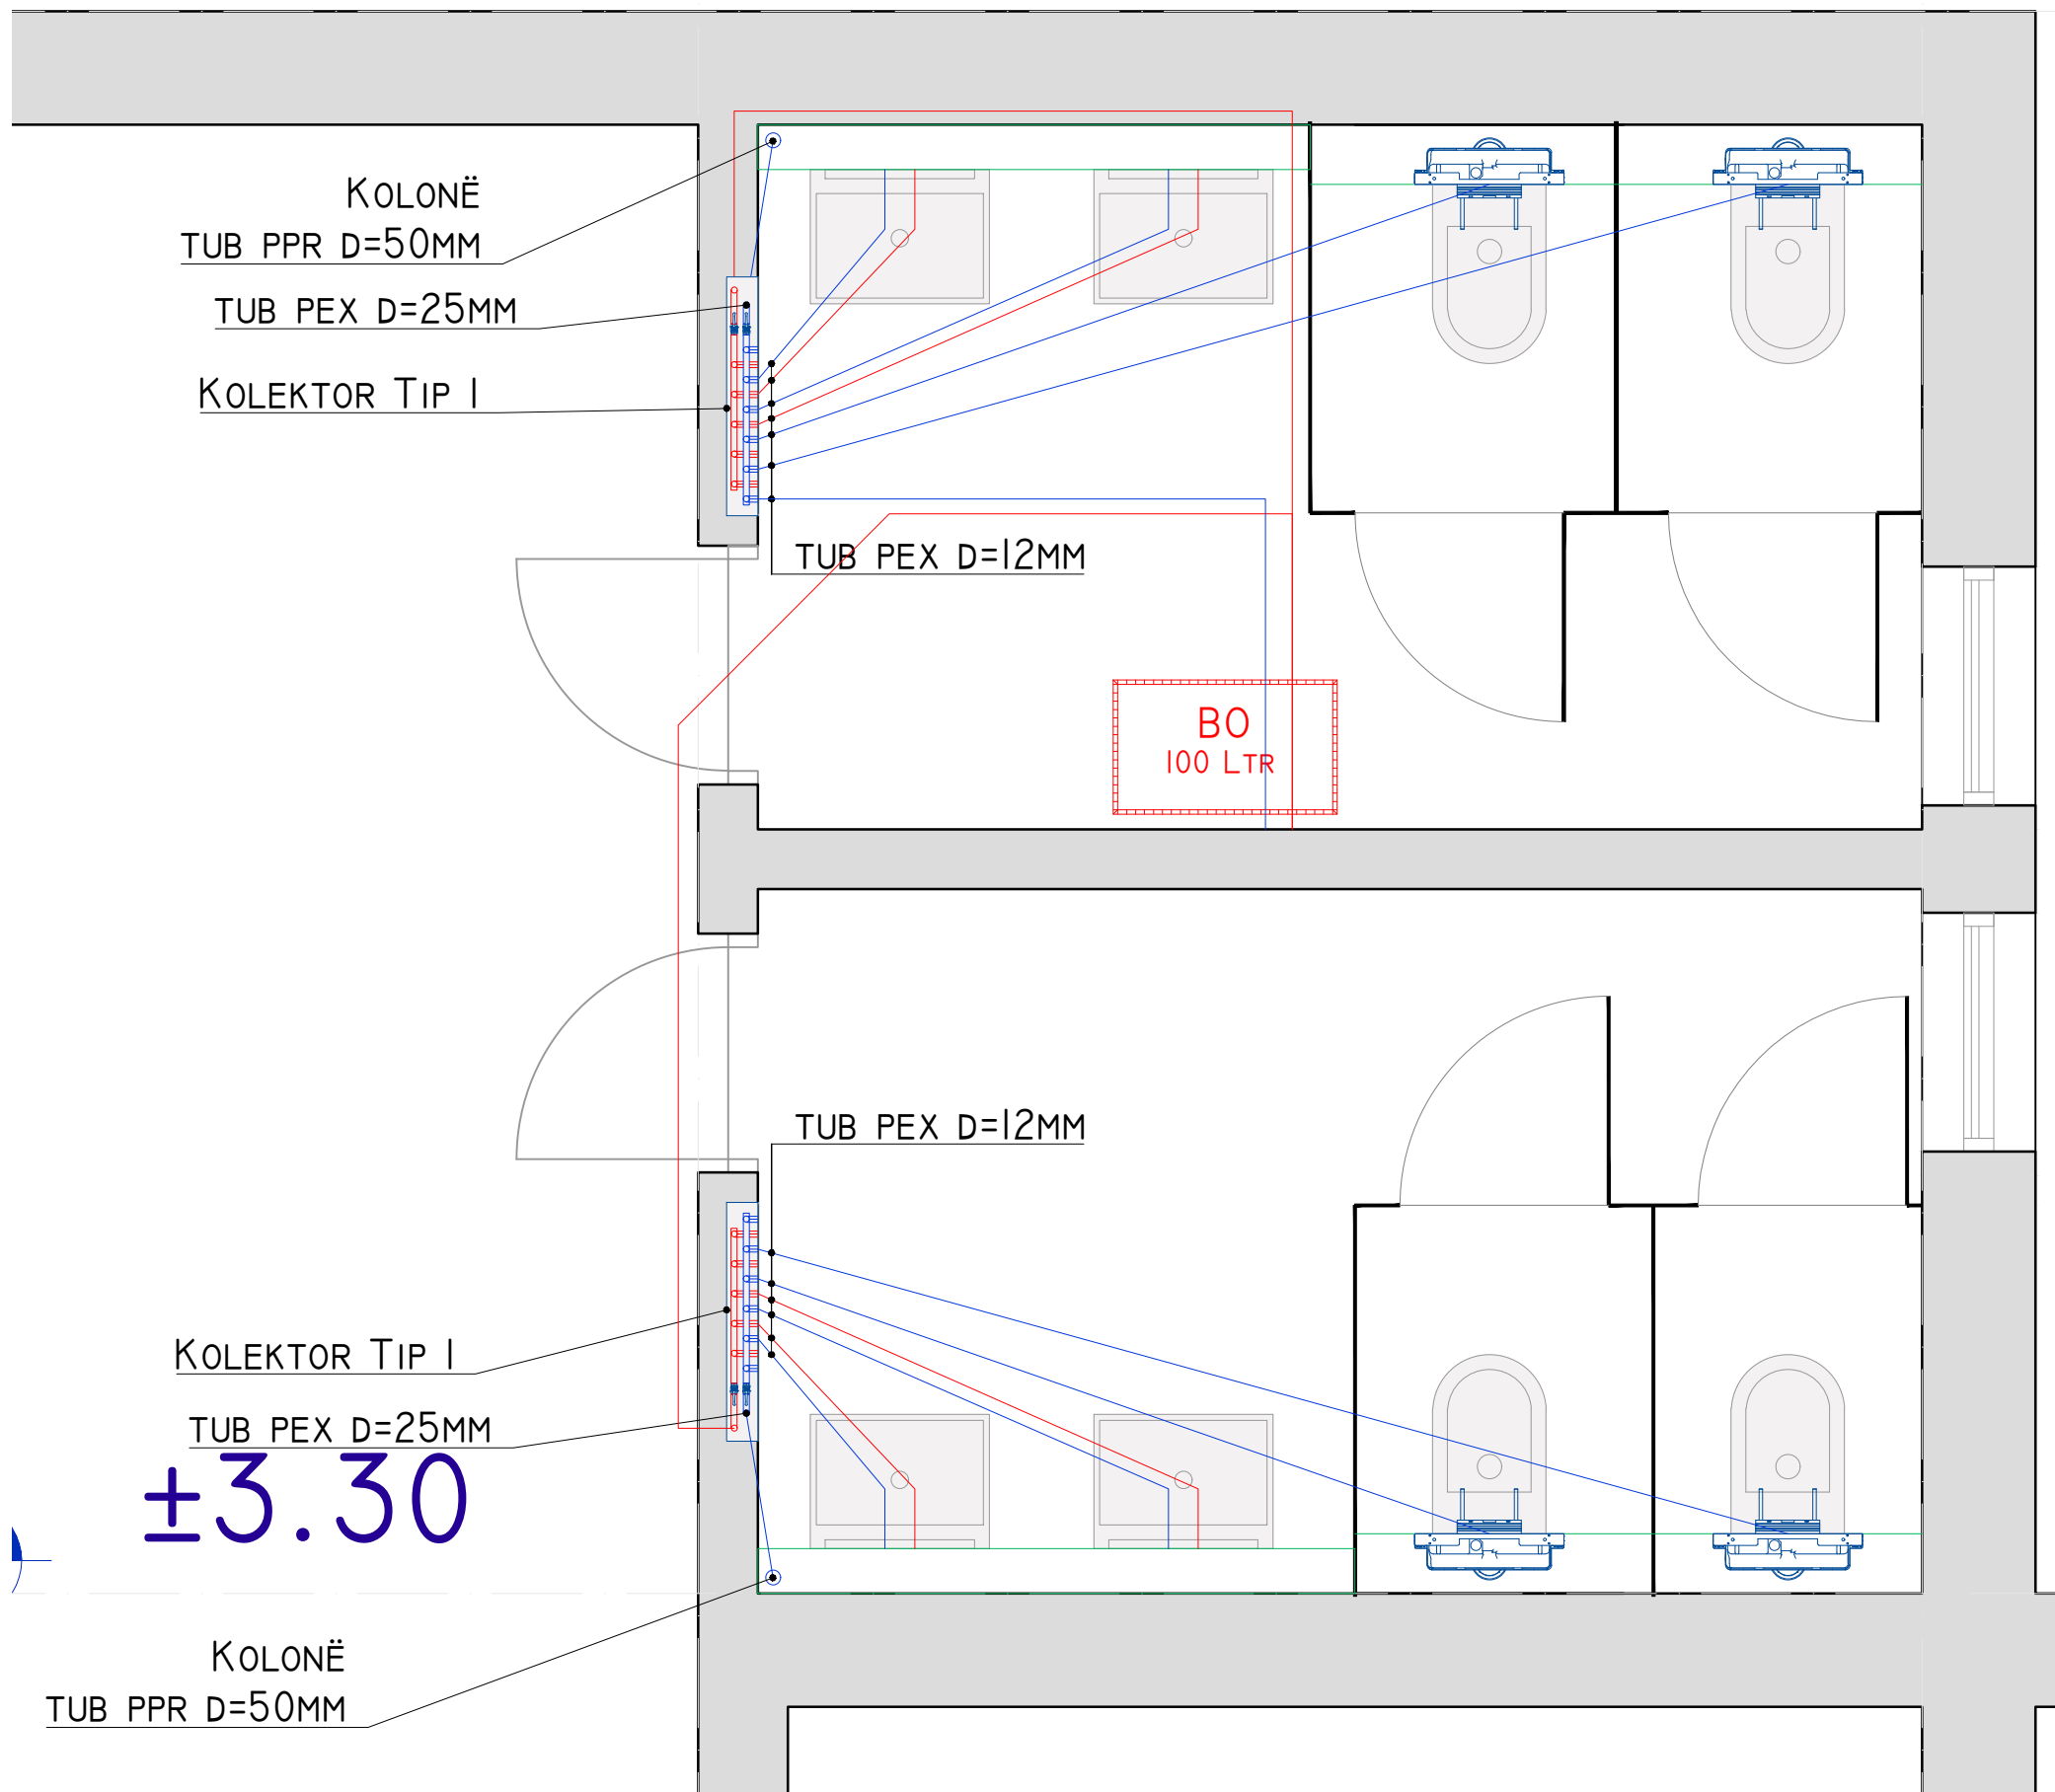 KOLONË
TUB PPR D=50MM
TUB PEX D=25MM
KOLEKTOR TIP I
TUB PEX D=12MM
BO
100 LTR
TUB PEX D=12MM
KOLEKTOR TIP I
TUB PEX D=25MM
±3.30
KOLONË
TUB PPR D=50MM